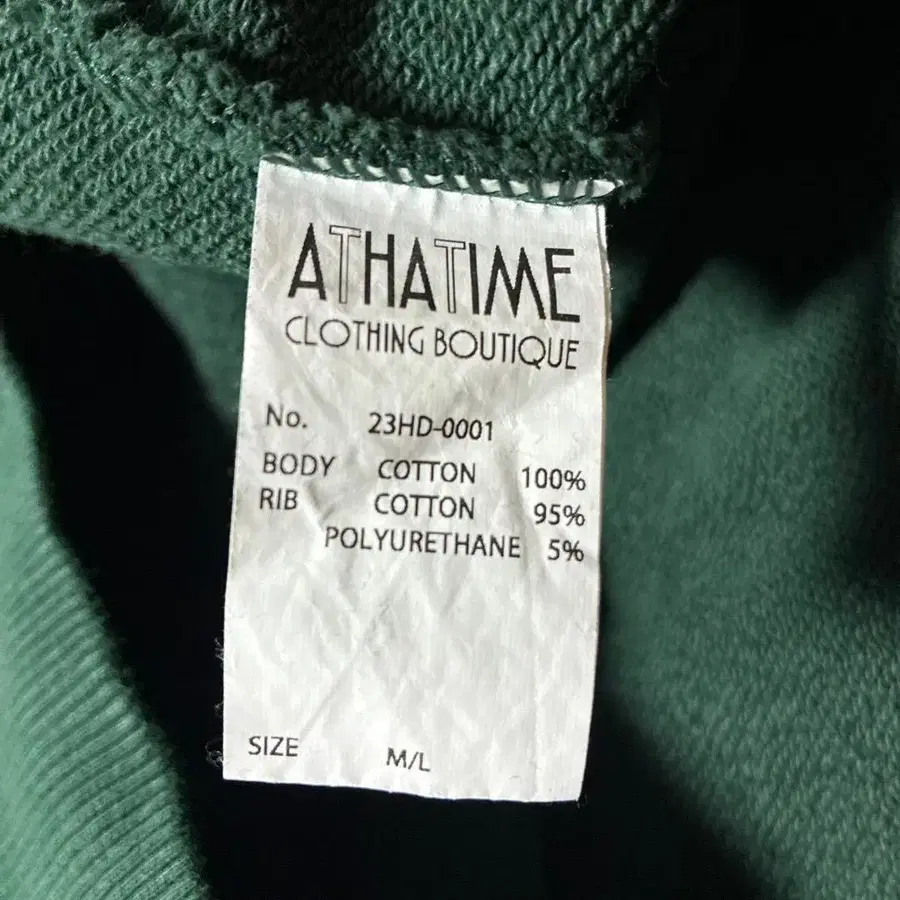 ATHATIME
CLOTHING BOUTIQUE
No. 23HD-0001
BODY COTTON 100%
RIB COTTON 95%
POLYURETHANE 5%
SIZE M/L